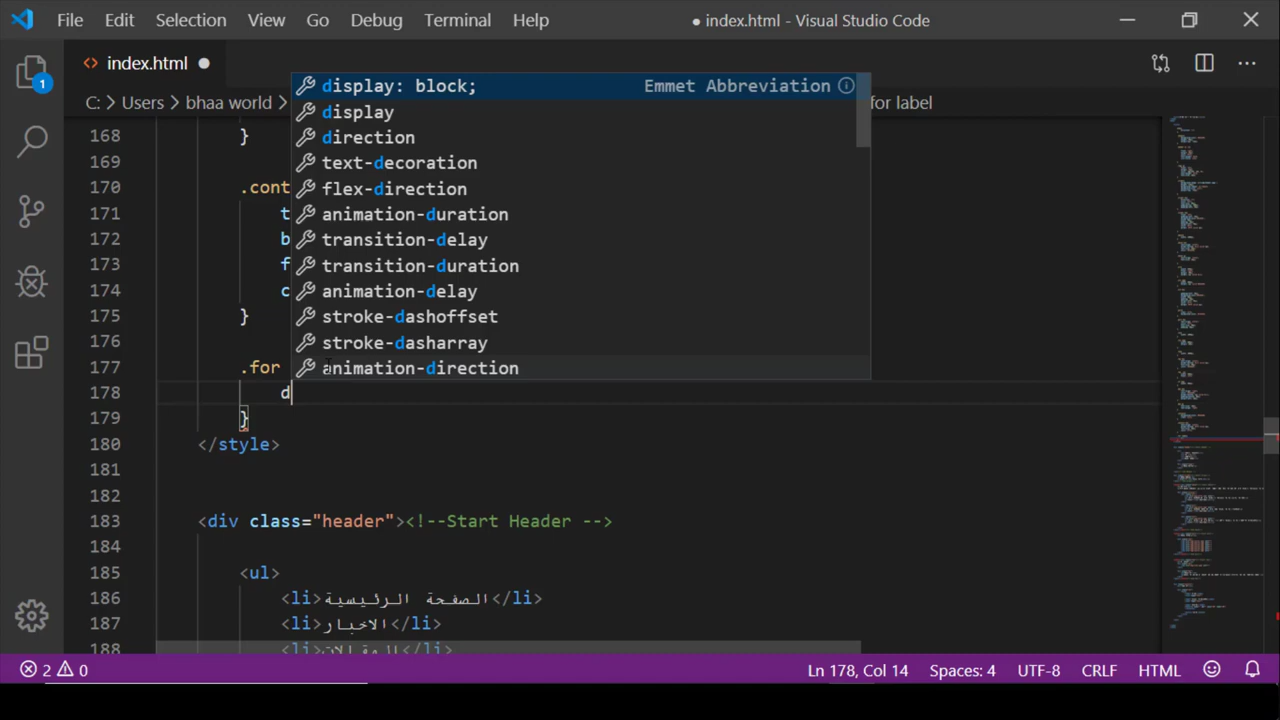 File Edit Selection View Go Debug Terminal Help ● index.html - Visual Studio Code
1
<> index.html ●
C: > Users > bhaa world > for label
display: block; Emmet Abbreviation
display
direction
text-decoration
flex-direction
animation-duration
transition-delay
transition-duration
animation-delay
stroke-dashoffset
stroke-dasharray
animation-direction
168 }
169
170 .cont
171 t
172 b
173 f
174 c
175 }
176
177 .for
178 d
179 }
180 </style>
181
182
183 <div class="header"><!--Start Header -->
184
185 <ul>
186 <li>الصفحة الرئيسية</li>
187 <li>الاخبار</li>
188 <li>المقالات</li>
2 0 Ln 178, Col 14 Spaces: 4 UTF-8 CRLF HTML